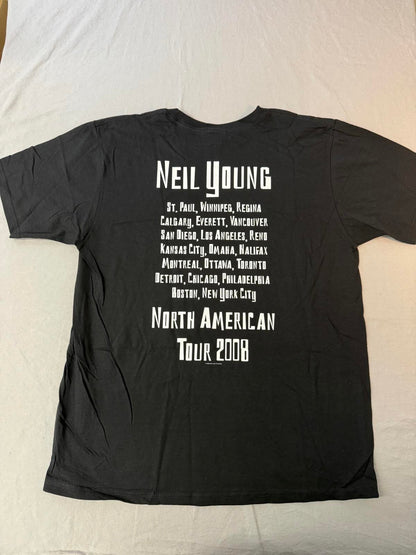 Neil Young
St. Paul, Winnipeg, Regina
Calgary, Everett, Vancouver
San Diego, Los Angeles, Reno
Kansas City, Omaha, Halifax
Montreal, Ottawa, Toronto
Detroit, Chicago, Philadelphia
Boston, New York City
North American
Tour 2008